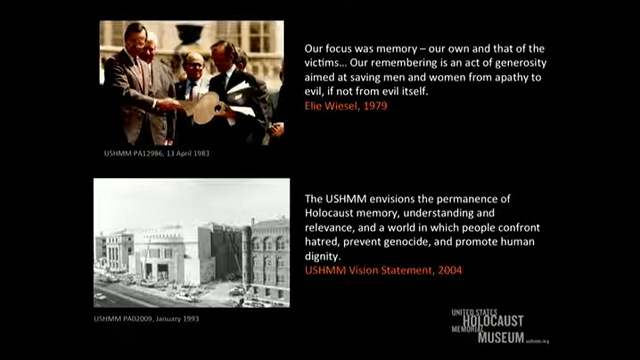 Our focus was memory – our own and that of the
victims... Our remembering is an act of generosity
aimed at saving men and women from apathy to
evil, if not from evil itself.
Elie Wiesel, 1979
USHMM PA12986, 13 April 1983
The USHMM envisions the permanence of
Holocaust memory, understanding and
relevance, and a world in which people confront
hatred, prevent genocide, and promote human
dignity.
USHMM Vision Statement, 2004
USHMM PA02009, January 1993
UNITED STATES
HOLOCAUST
MEMORIAL
MUSEUM
ushmm.org